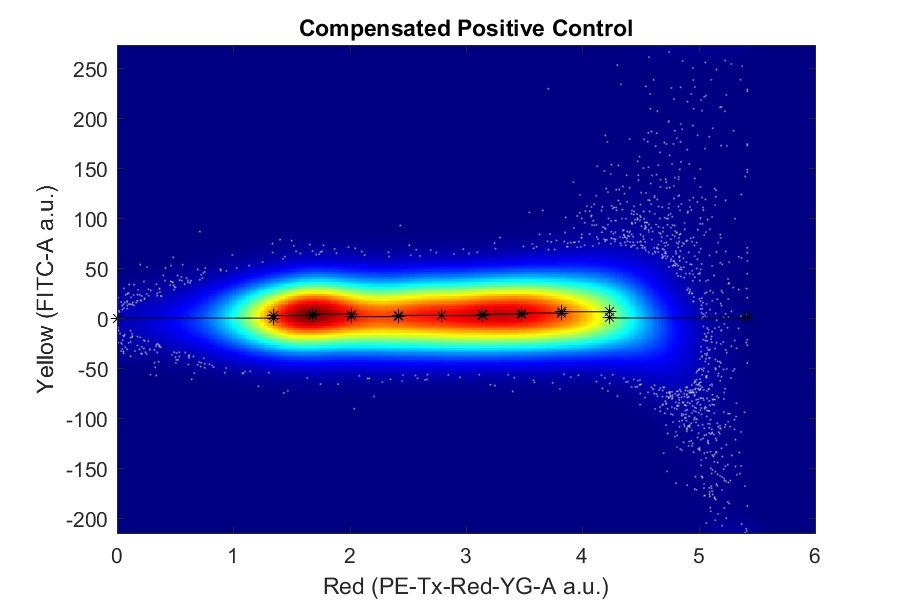 Compensated Positive Control
250
200
150
100
50
0
-50
-100
-150
-200
Yellow (FITC-A a.u.)
0 1 2 3 4 5 6
Red (PE-Tx-Red-YG-A a.u.)